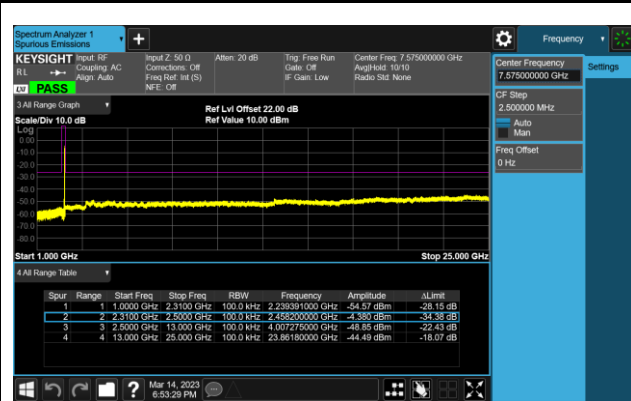 Spectrum Analyzer 1
Spurious Emissions
Frequency
KEYSIGHT Input: RF
R L
Coupling: AC
Align: Auto
Input Z: 50 Ω
Corrections: Off
Freq Ref: Int (S)
NFE: Off
Atten: 20 dB
Trig: Free Run
Gate: Off
IF Gain: Low
Center Freq: 7.575000000 GHz
Avg|Hold: 10/10
Radio Std: None
PASS
Center Frequency
7.575000000 GHz
Settings
CF Step
2.500000 MHz
Auto
Man
Freq Offset
0 Hz
3 All Range Graph
Scale/Div 10.0 dB
Ref Lvl Offset 22.00 dB
Ref Value 10.00 dBm
Log
0.00
-10.0
-20.0
-30.0
-40.0
-50.0
-60.0
-70.0
-80.0
Start 1.000 GHz
Stop 25.000 GHz
4 All Range Table
Spur Range Start Freq Stop Freq RBW Frequency Amplitude ΔLimit
1 1 1.0000 GHz 2.3100 GHz 100.0 kHz 2.239391000 GHz -54.57 dBm -28.15 dB
2 2 2.3100 GHz 2.5000 GHz 100.0 kHz 2.458200000 GHz -4.380 dBm -34.38 dB
3 3 2.5000 GHz 13.000 GHz 100.0 kHz 4.007275000 GHz -48.85 dBm -22.43 dB
4 4 13.000 GHz 25.000 GHz 100.0 kHz 23.86180000 GHz -44.49 dBm -18.07 dB
?
Mar 14, 2023
6:53:29 PM